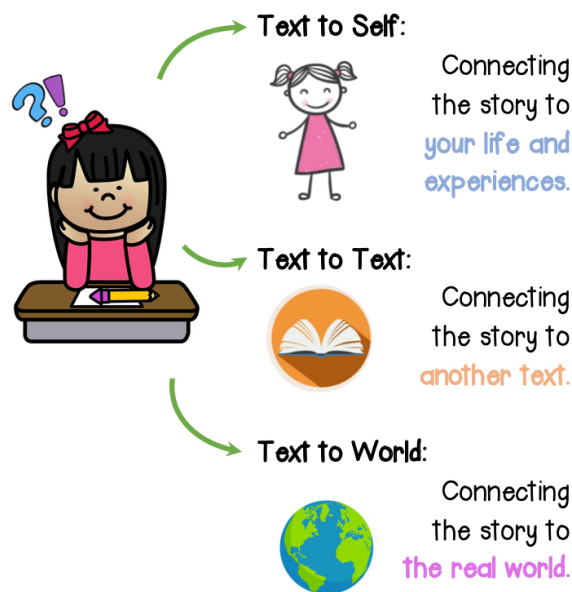 Text to Self:
Connecting
the story to
your life and
experiences.
Text to Text:
Connecting
the story to
another text.
Text to World:
Connecting
the story to
the real world.